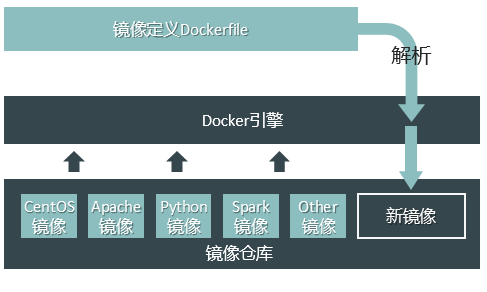 镜像定义Dockerfile
解析
Docker引擎
CentOS
镜像
Apache
镜像
Python
镜像
Spark
镜像
Other
镜像
新镜像
镜像仓库